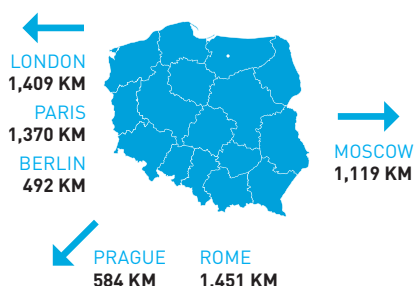 LONDON
1,409 KM
PARIS
1,370 KM
BERLIN
492 KM
MOSCOW
1,119 KM
PRAGUE
584 KM
ROME
1,451 KM